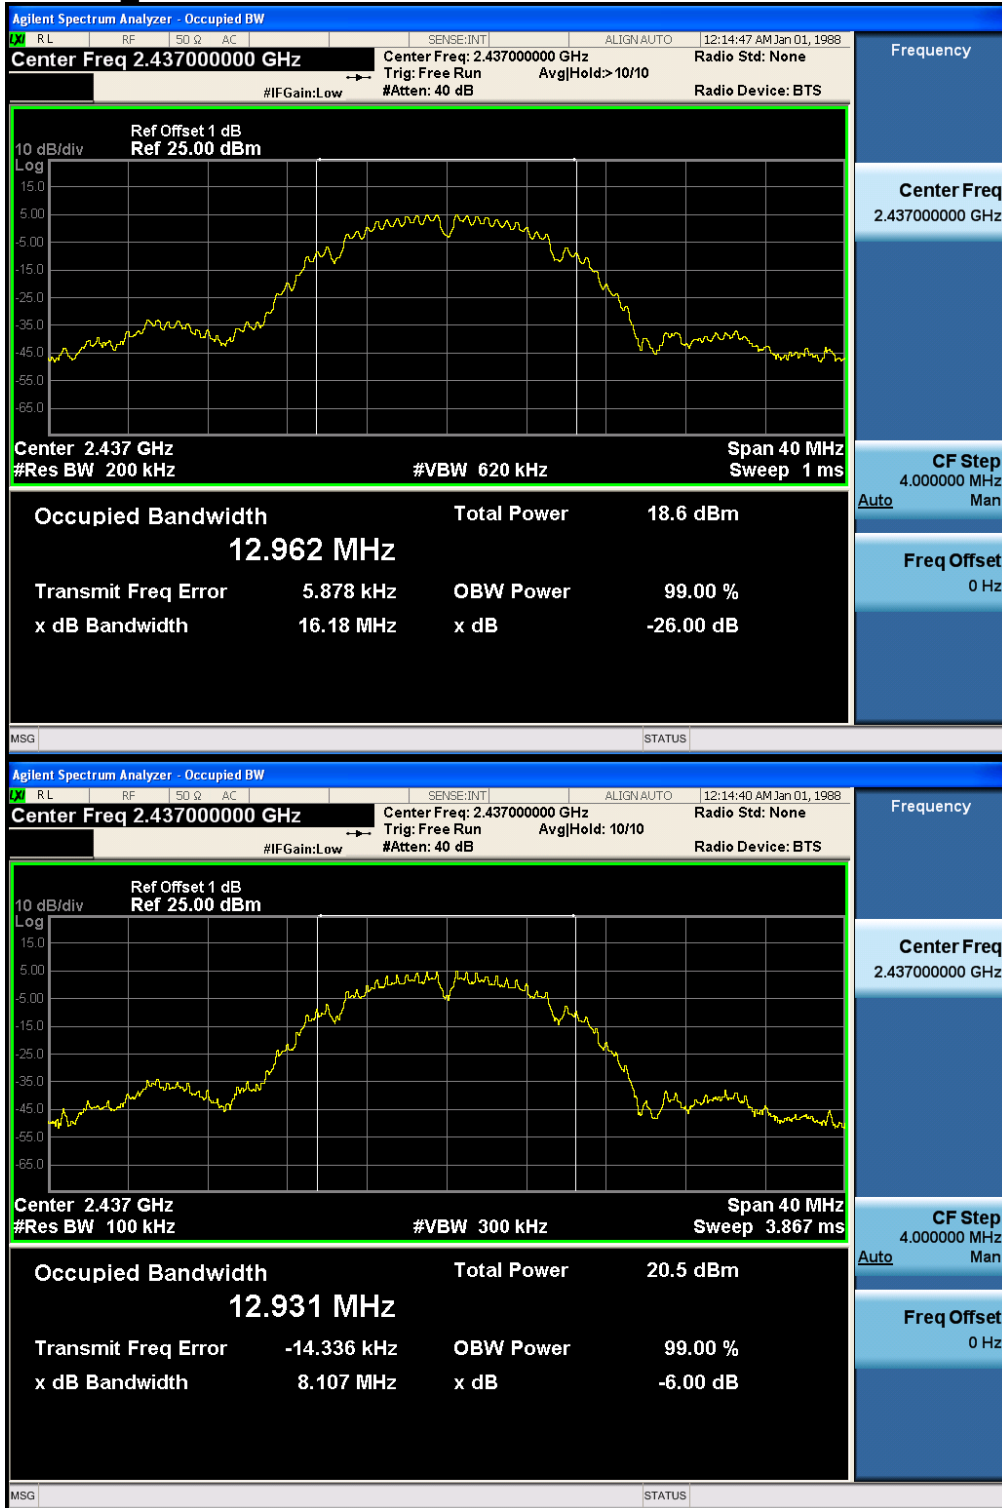 Agilent Spectrum Analyzer - Occupied BW
LXI RL RF 50 Ω AC SENSE:INT ALIGN AUTO 12:14:47 AM Jan 01, 1988
Center Freq 2.437000000 GHz
Center Freq: 2.437000000 GHz
Radio Std: None
Trig: Free Run Avg|Hold:>10/10
#IFGain:Low #Atten: 40 dB
Radio Device: BTS
Frequency
Ref Offset 1 dB
10 dB/div Ref 25.00 dBm
Log
15.0
5.00
-5.00
-15.0
-25.0
-35.0
-45.0
-55.0
-65.0
Center 2.437 GHz Span 40 MHz
#Res BW 200 kHz #VBW 620 kHz Sweep 1 ms
Center Freq
2.437000000 GHz
CF Step
4.000000 MHz
Auto Man
Freq Offset
0 Hz
Occupied Bandwidth Total Power 18.6 dBm
12.962 MHz
Transmit Freq Error 5.878 kHz OBW Power 99.00 %
x dB Bandwidth 16.18 MHz x dB -26.00 dB
MSG STATUS
Agilent Spectrum Analyzer - Occupied BW
LXI RL RF 50 Ω AC SENSE:INT ALIGN AUTO 12:14:40 AM Jan 01, 1988
Center Freq 2.437000000 GHz
Center Freq: 2.437000000 GHz
Radio Std: None
Trig: Free Run Avg|Hold: 10/10
#IFGain:Low #Atten: 40 dB
Radio Device: BTS
Frequency
Ref Offset 1 dB
10 dB/div Ref 25.00 dBm
Log
15.0
5.00
-5.00
-15.0
-25.0
-35.0
-45.0
-55.0
-65.0
Center 2.437 GHz Span 40 MHz
#Res BW 100 kHz #VBW 300 kHz Sweep 3.867 ms
Center Freq
2.437000000 GHz
CF Step
4.000000 MHz
Auto Man
Freq Offset
0 Hz
Occupied Bandwidth Total Power 20.5 dBm
12.931 MHz
Transmit Freq Error -14.336 kHz OBW Power 99.00 %
x dB Bandwidth 8.107 MHz x dB -6.00 dB
MSG STATUS